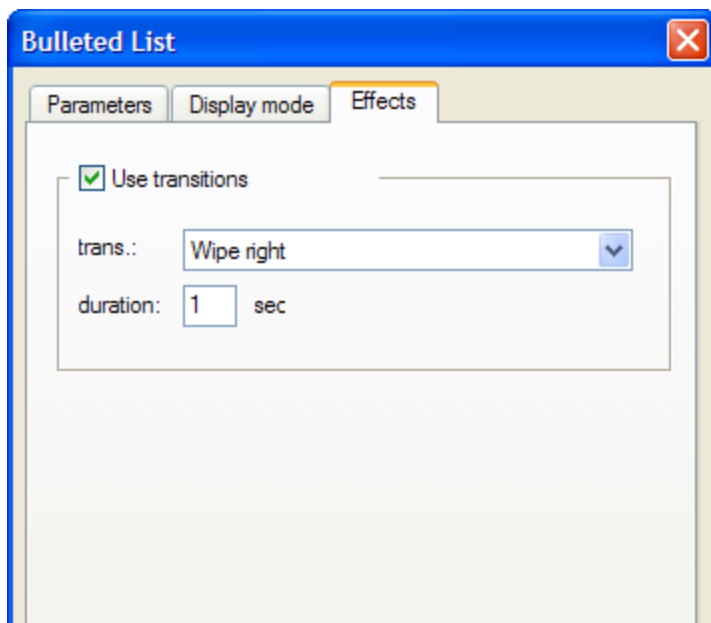 Bulleted List
Parameters Display mode Effects
Use transitions
trans.: Wipe right
duration: 1 sec